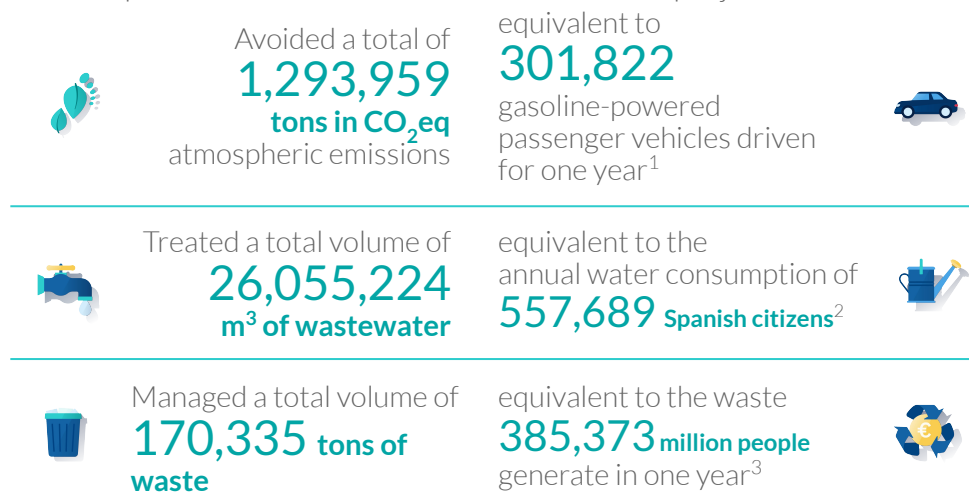 Avoided a total of
1,293,959
tons in CO₂eq
atmospheric emissions
equivalent to
301,822
gasoline-powered
passenger vehicles driven
for one year¹
Treated a total volume of
26,055,224
m³ of wastewater
equivalent to the
annual water consumption of
557,689 Spanish citizens²
Managed a total volume of
170,335 tons of
waste
equivalent to the waste
385,373 million people
generate in one year³
€